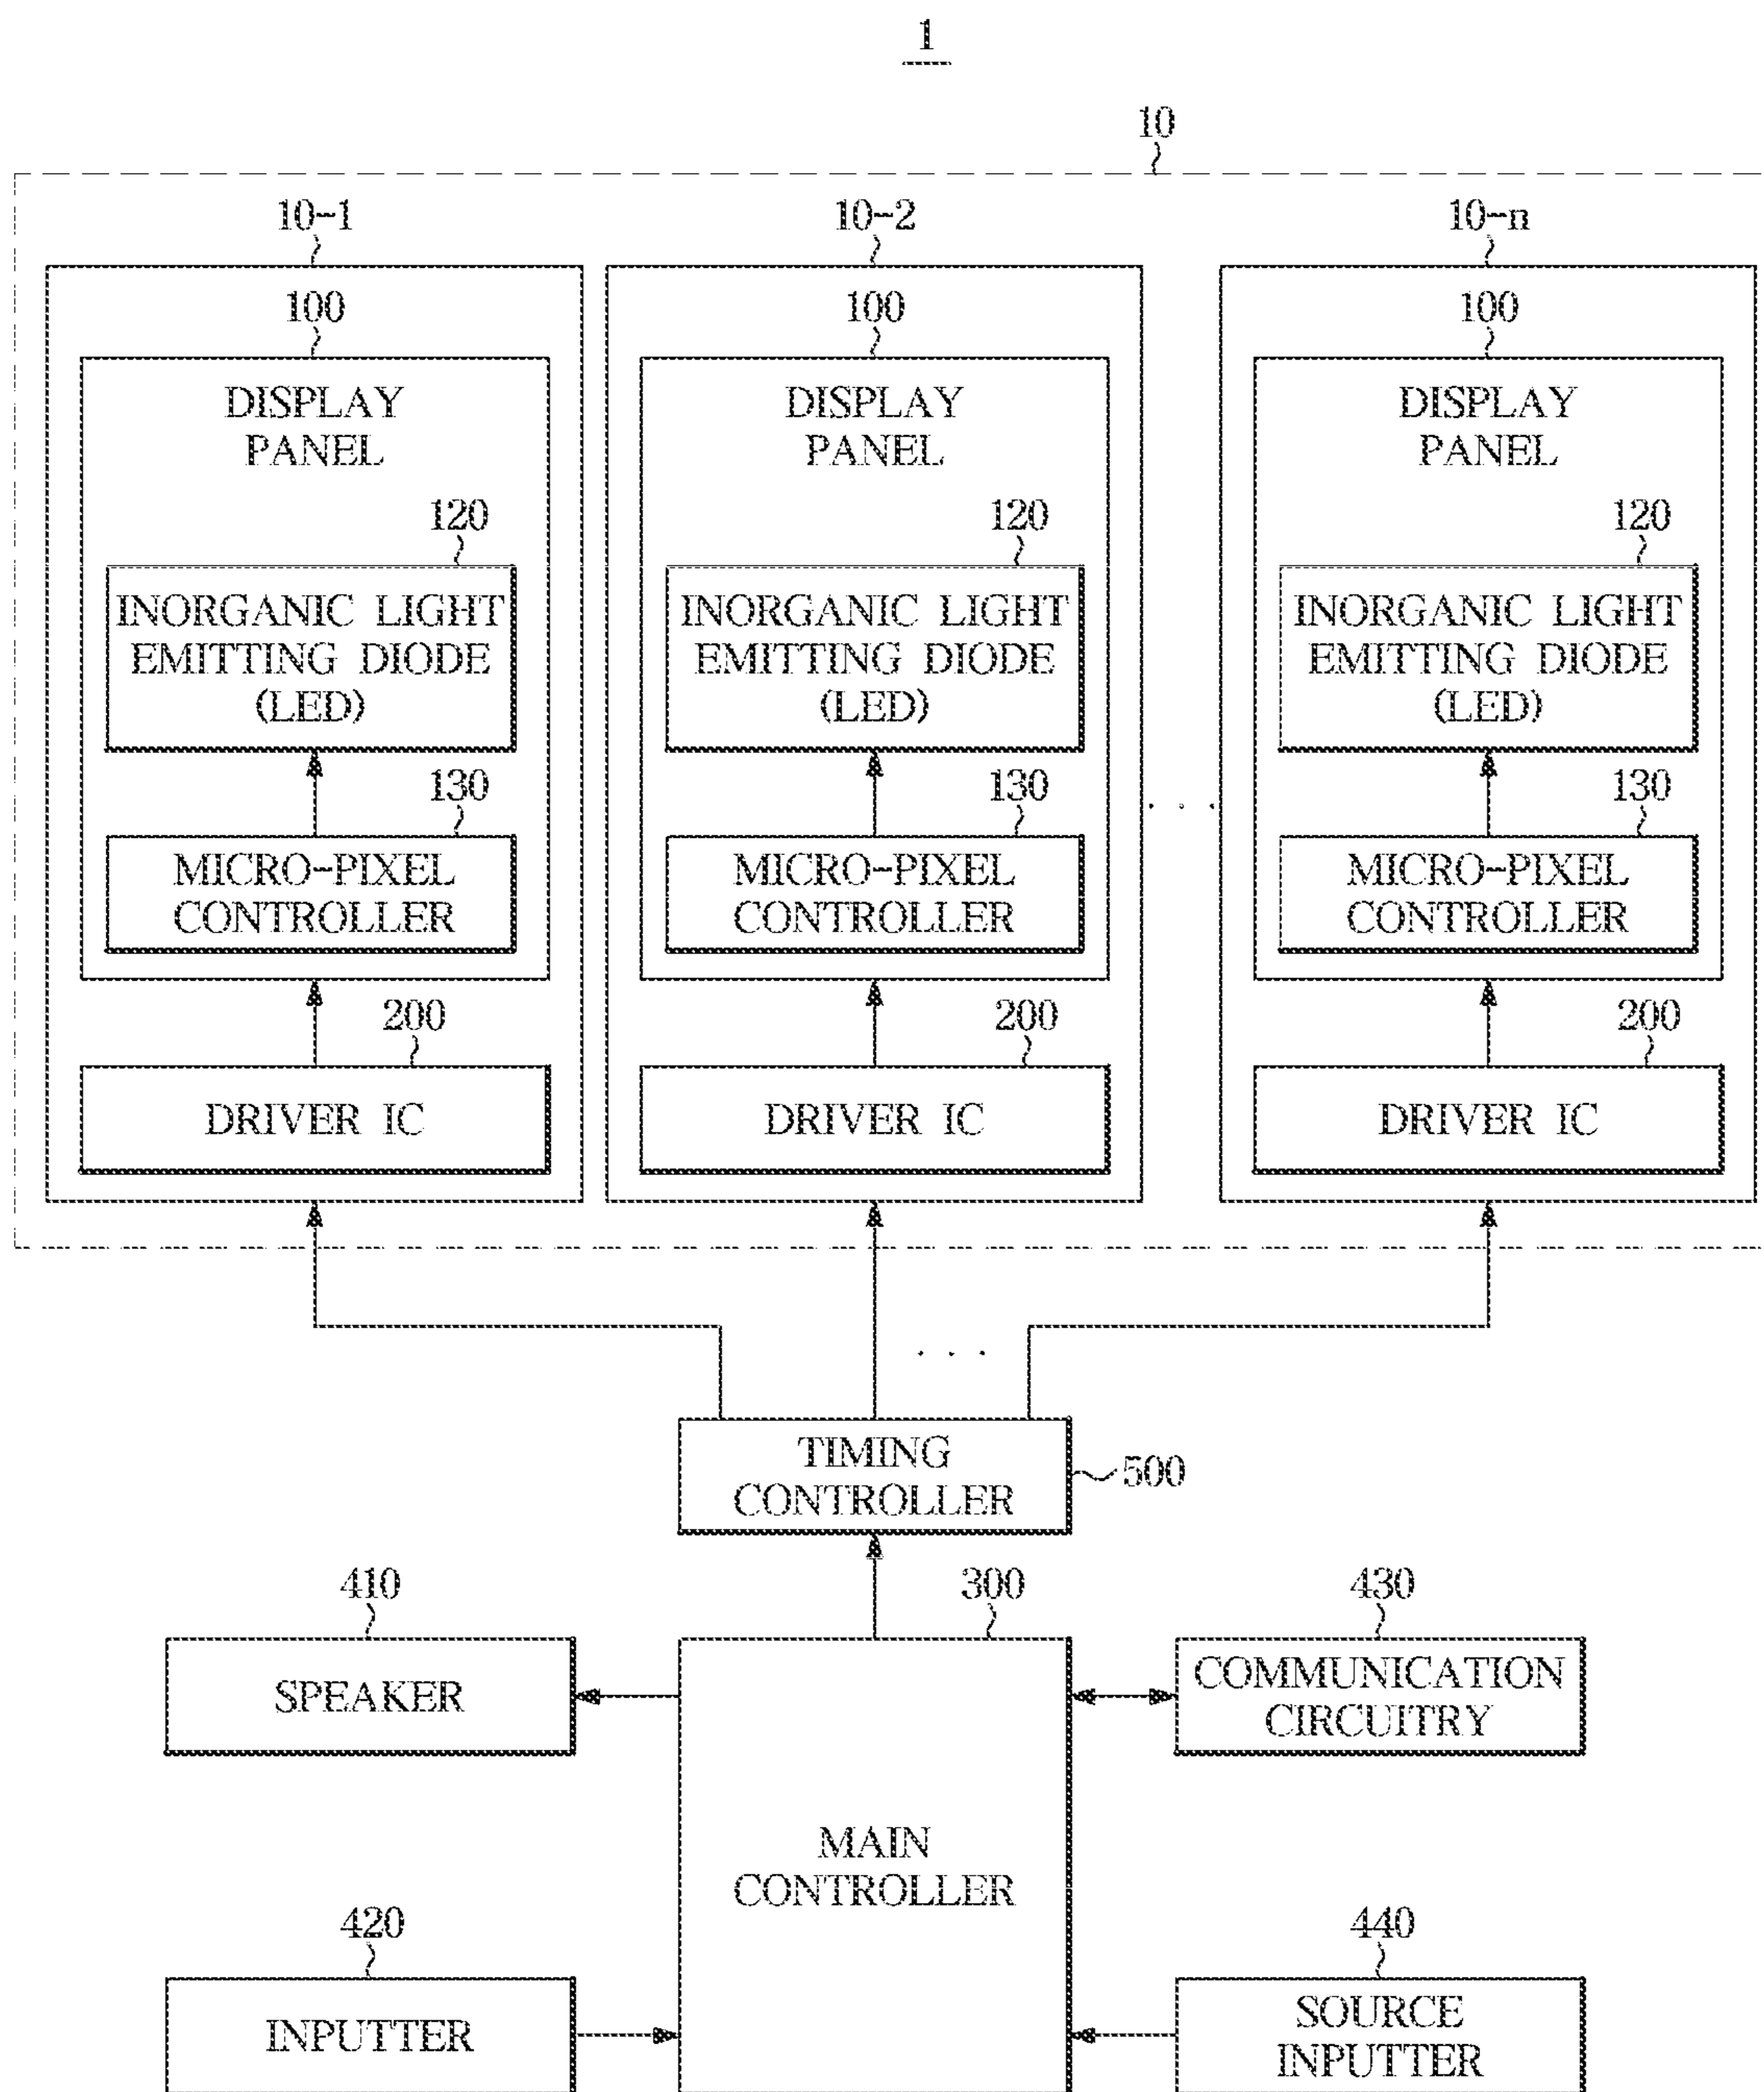 1
10
10-1
10-2
10-n
100
100
100
DISPLAY
PANEL
DISPLAY
PANEL
DISPLAY
PANEL
120
120
120
INORGANIC LIGHT
EMITTING DIODE
(LED)
INORGANIC LIGHT
EMITTING DIODE
(LED)
INORGANIC LIGHT
EMITTING DIODE
(LED)
130
130
130
. . .
MICRO-PIXEL
CONTROLLER
MICRO-PIXEL
CONTROLLER
MICRO-PIXEL
CONTROLLER
200
200
200
DRIVER IC
DRIVER IC
DRIVER IC
. . .
TIMING
CONTROLLER
500
410
300
430
SPEAKER
COMMUNICATION
CIRCUITRY
MAIN
CONTROLLER
420
440
INPUTTER
SOURCE
INPUTTER